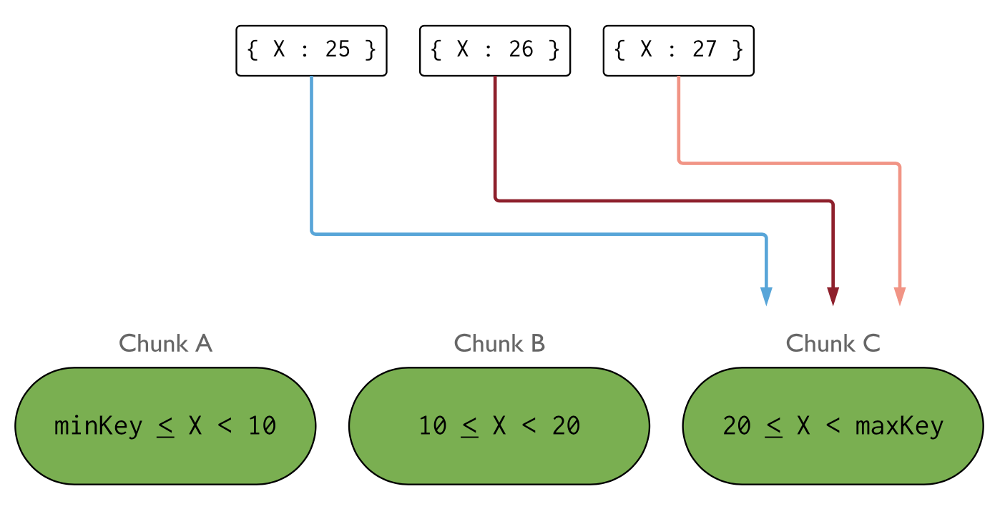 { X : 25 }
{ X : 26 }
{ X : 27 }
Chunk A
Chunk B
Chunk C
minKey ≤ X < 10
10 ≤ X < 20
20 ≤ X < maxKey